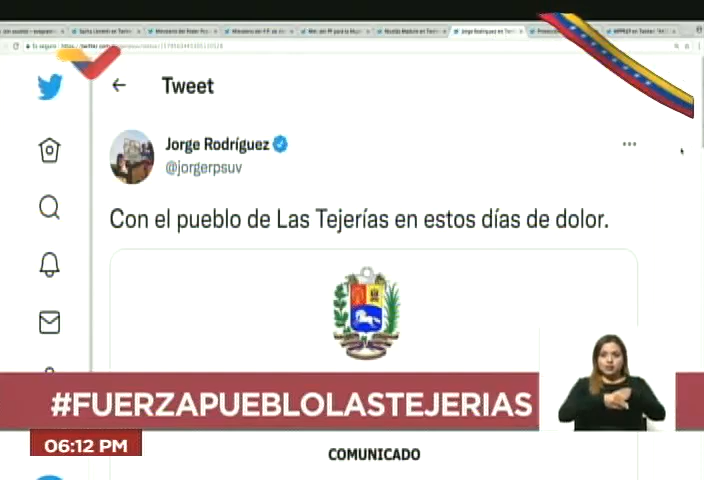 Tweet
Jorge Rodríguez
@jorgerpsuv
Con el pueblo de Las Tejerías en estos días de dolor.
#FUERZAPUEBLOLASTEJERIAS
06:12 PM
COMUNICADO